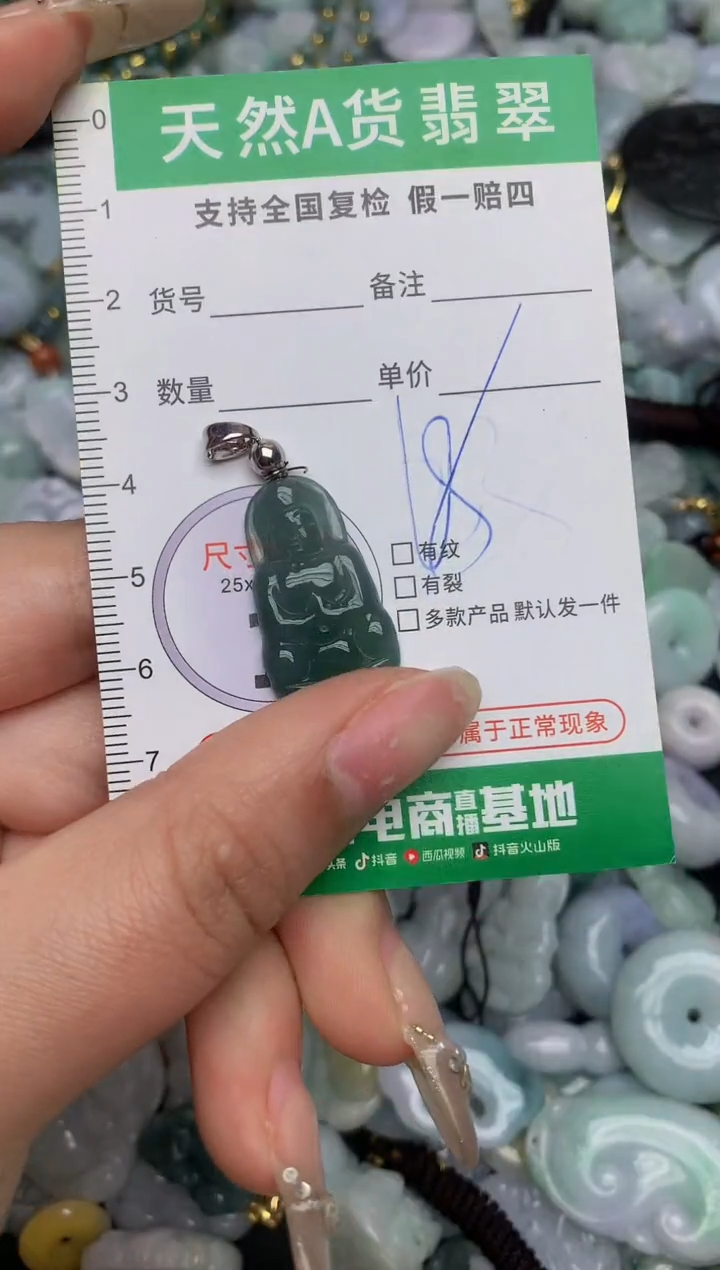 天然A货翡翠
支持全国复检 假一赔四
货号 备注
数量 单价
18
尺寸
25x
有纹
有裂
多款产品 默认发一件
属于正常现象
电商直播基地
头条 抖音 西瓜视频 抖音火山版
0
1
2
3
4
5
6
7